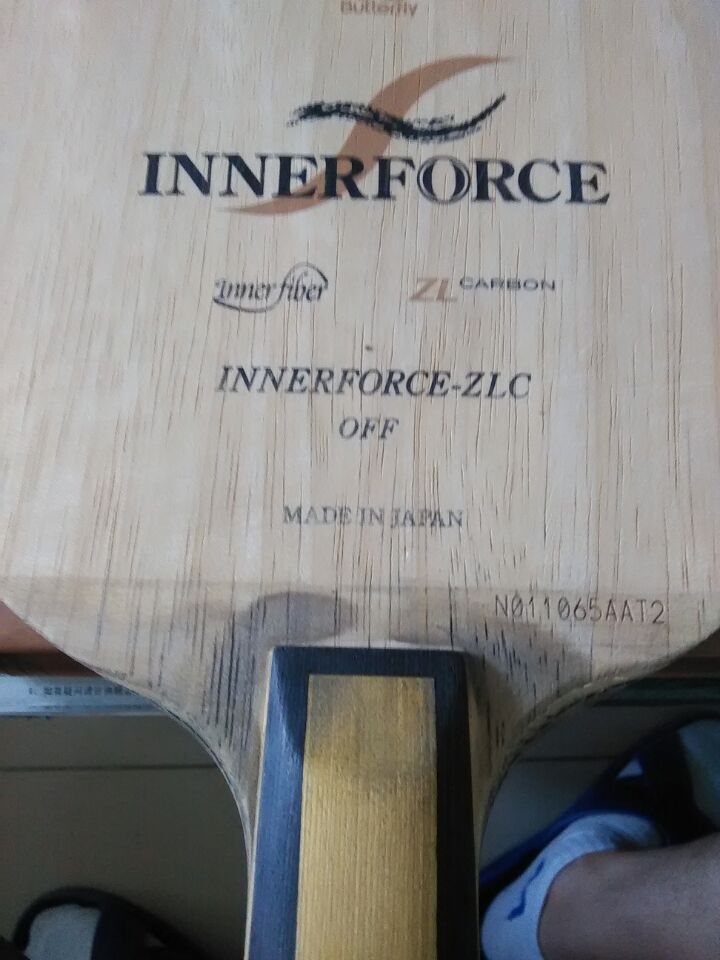 Butterfly
INNERFORCE
Inner fiber
ZL CARBON
INNERFORCE-ZLC
OFF
MADE IN JAPAN
N011065AAT2